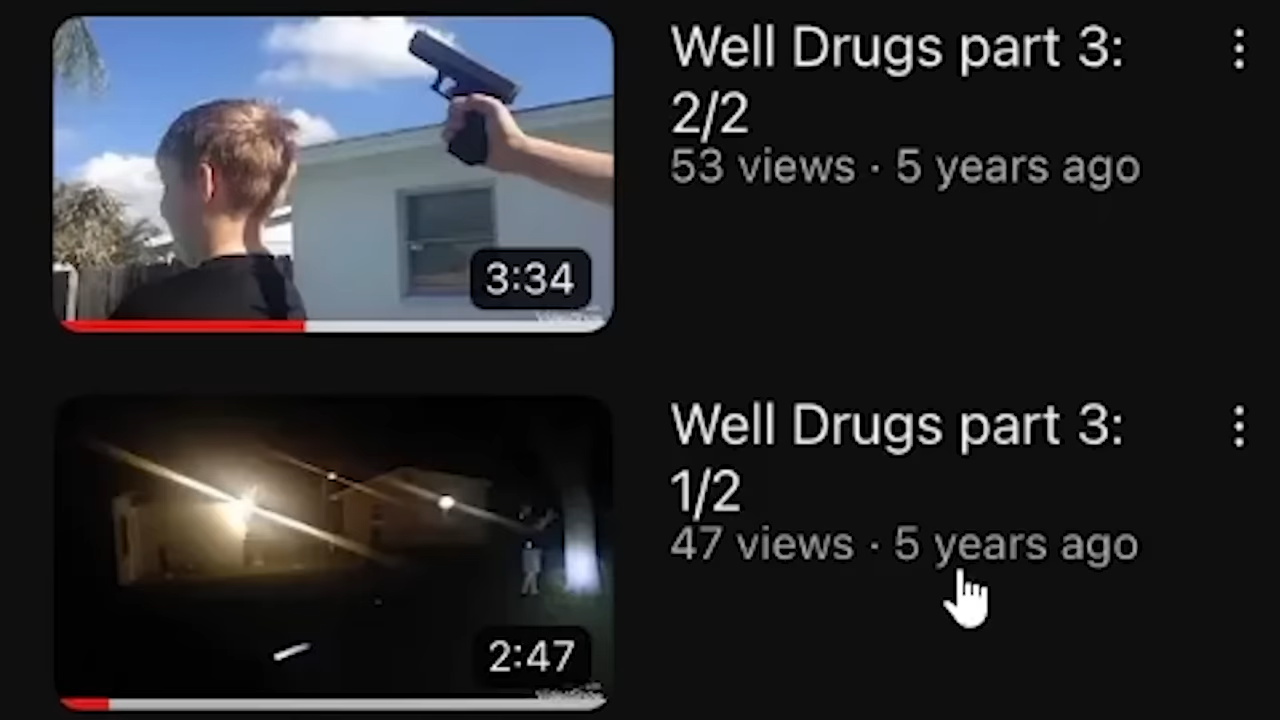 Well Drugs part 3:
2/2
53 views · 5 years ago
3:34
Well Drugs part 3:
1/2
47 views · 5 years ago
2:47